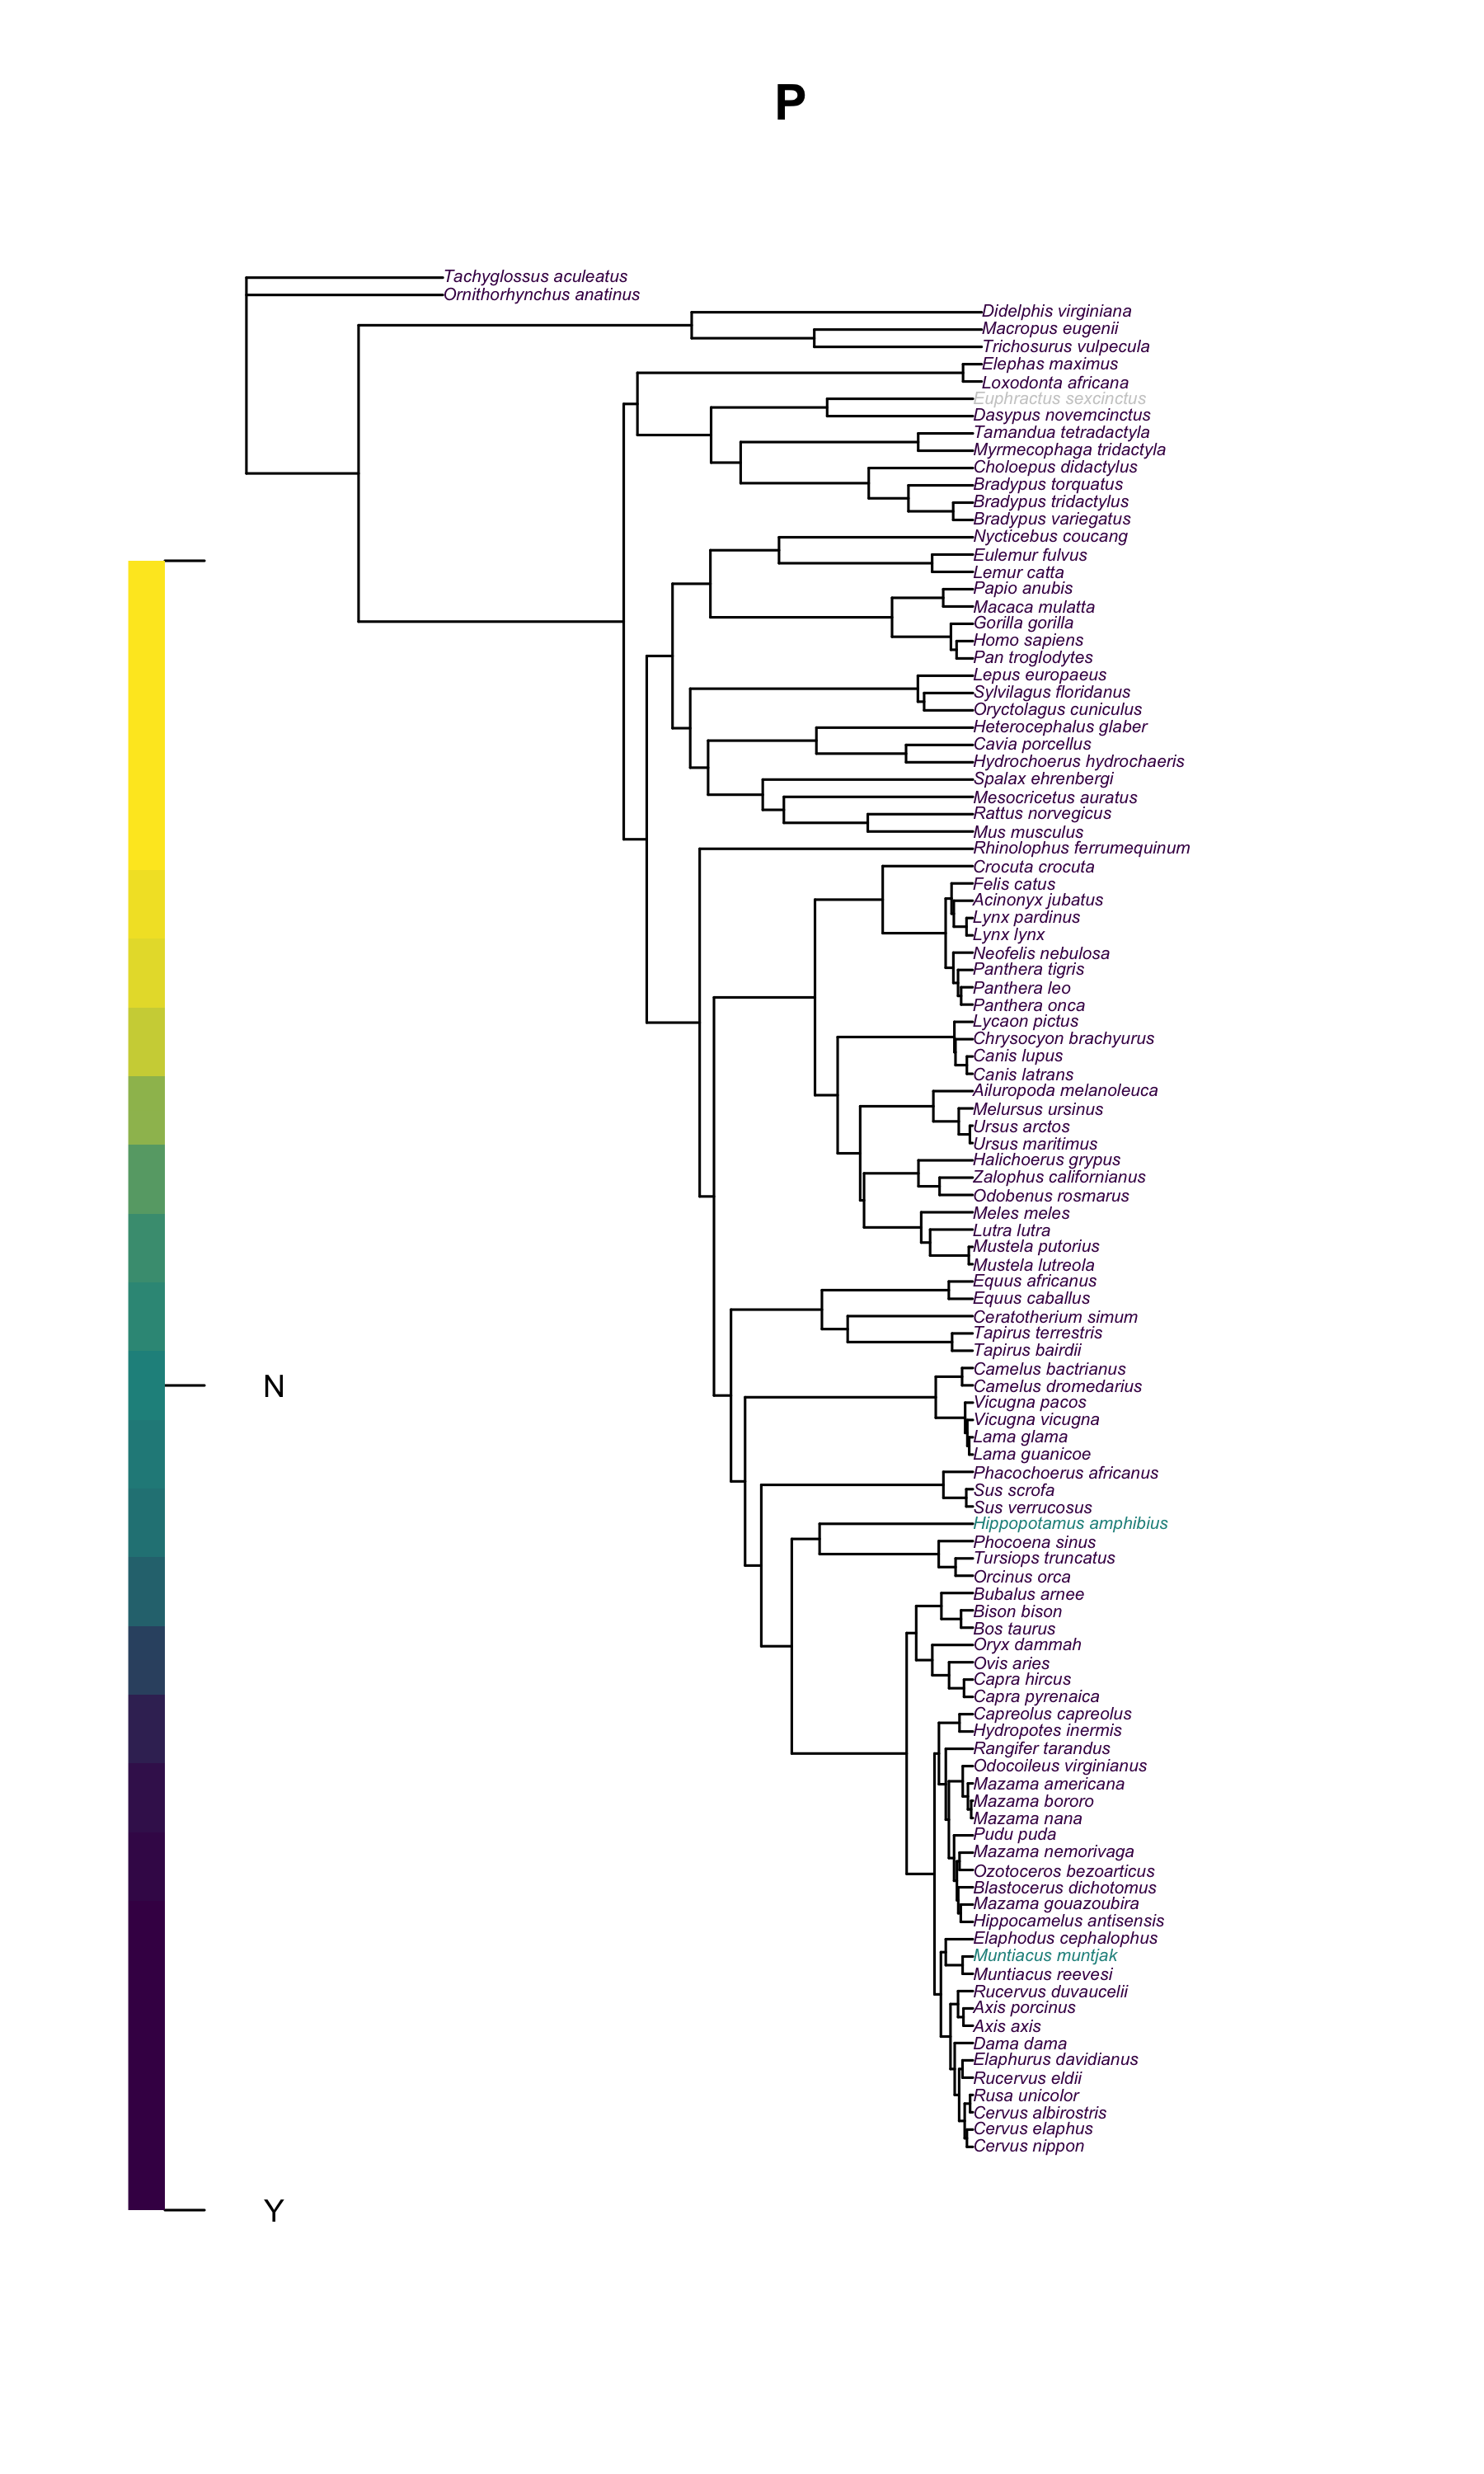 P
Tachyglossus aculeatus
Ornithorhynchus anatinus
Didelphis virginiana
Macropus eugenii
Trichosurus vulpecula
Elephas maximus
Loxodonta africana
Euphractus sexcinctus
Dasypus novemcinctus
Tamandua tetradactyla
Myrmecophaga tridactyla
Choloepus didactylus
Bradypus torquatus
Bradypus tridactylus
Bradypus variegatus
Nycticebus coucang
Eulemur fulvus
Lemur catta
Papio anubis
Macaca mulatta
Gorilla gorilla
Homo sapiens
Pan troglodytes
Lepus europaeus
Sylvilagus floridanus
Oryctolagus cuniculus
Heterocephalus glaber
Cavia porcellus
Hydrochoerus hydrochaeris
Spalax ehrenbergi
Mesocricetus auratus
Rattus norvegicus
Mus musculus
Rhinolophus ferrumequinum
Crocuta crocuta
Felis catus
Acinonyx jubatus
Lynx pardinus
Lynx lynx
Neofelis nebulosa
Panthera tigris
Panthera leo
Panthera onca
Lycaon pictus
Chrysocyon brachyurus
Canis lupus
Canis latrans
Ailuropoda melanoleuca
Melursus ursinus
Ursus arctos
Ursus maritimus
Halichoerus grypus
Zalophus californianus
Odobenus rosmarus
Meles meles
Lutra lutra
Mustela putorius
Mustela lutreola
Equus africanus
Equus caballus
Ceratotherium simum
Tapirus terrestris
Tapirus bairdii
Camelus bactrianus
Camelus dromedarius
N
Vicugna pacos
Vicugna vicugna
Lama glama
Lama guanicoe
Phacochoerus africanus
Sus scrofa
Sus verrucosus
Hippopotamus amphibius
Phocoena sinus
Tursiops truncatus
Orcinus orca
Bubalus arnee
Bison bison
Bos taurus
Oryx dammah
Ovis aries
Capra hircus
Capra pyrenaica
Capreolus capreolus
Hydropotes inermis
Rangifer tarandus
Odocoileus virginianus
Mazama americana
Mazama bororo
Mazama nana
Pudu puda
Mazama nemorivaga
Ozotoceros bezoarticus
Blastocerus dichotomus
Mazama gouazoubira
Hippocamelus antisensis
Elaphodus cephalophus
Muntiacus muntjak
Muntiacus reevesi
Rucervus duvaucelii
Axis porcinus
Axis axis
Dama dama
Elaphurus davidianus
Rucervus eldii
Rusa unicolor
Cervus albirostris
Cervus elaphus
Cervus nippon
Y